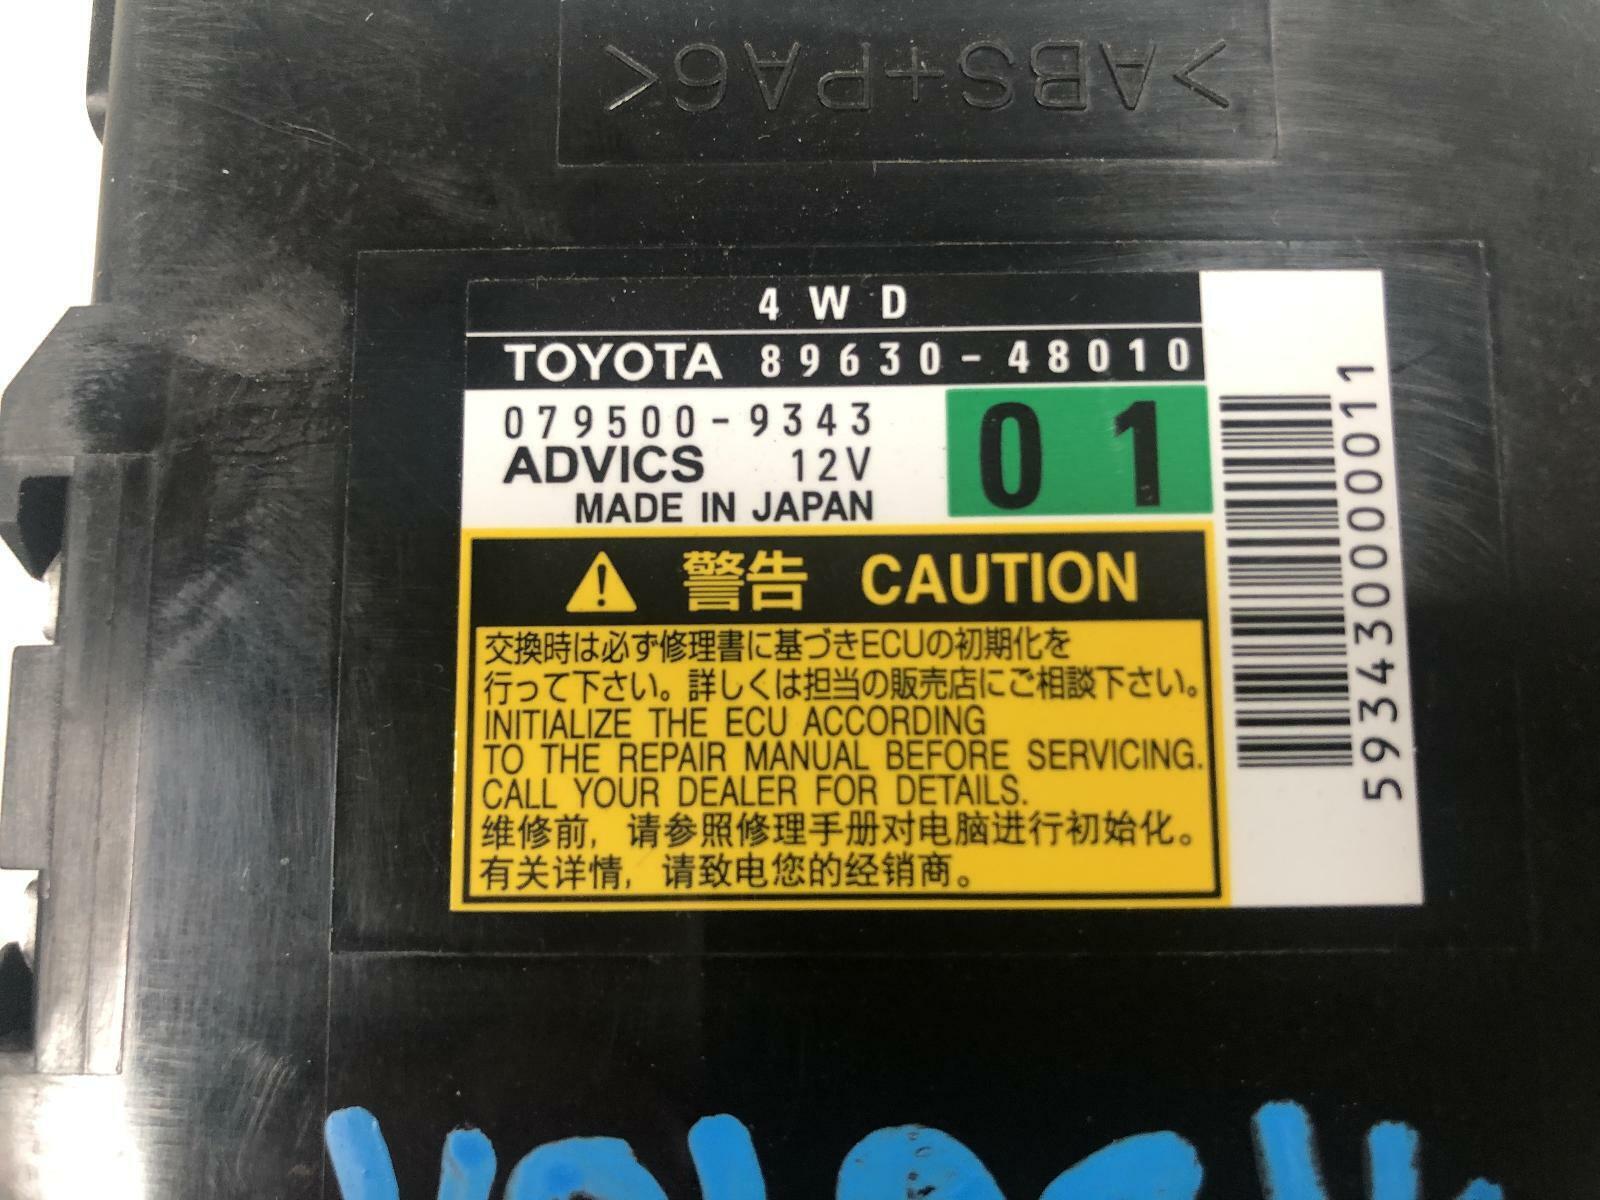 >ABS+PA6<
4WD
TOYOTA 89630-48010
079500-9343
ADVICS 12V
MADE IN JAPAN
01
警告 CAUTION
交換時は必ず修理書に基づきECUの初期化を
行って下さい。詳しくは担当の販売店にご相談下さい。
INITIALIZE THE ECU ACCORDING
TO THE REPAIR MANUAL BEFORE SERVICING.
CALL YOUR DEALER FOR DETAILS.
维修前，请参照修理手册对电脑进行初始化。
有关详情，请致电您的经销商。
5934300000011